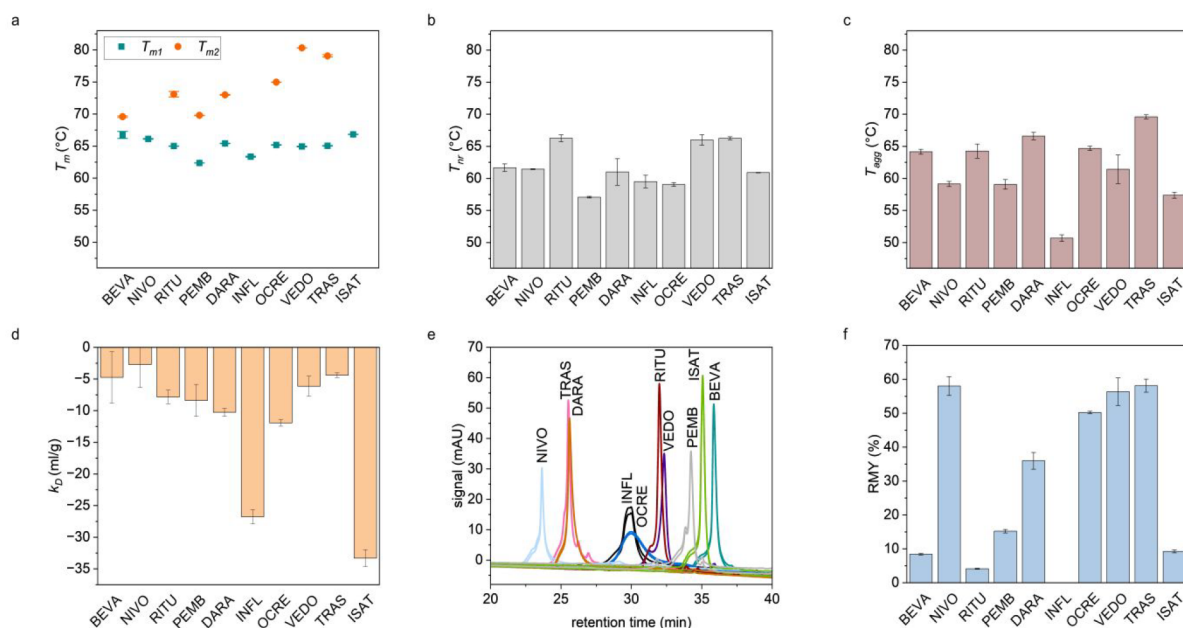 a
T_m1 T_m2
80
75
70
65
60
55
50
T_m (°C)
BEVA NIVO RITU PEMB DARA INFL OCRE VEDO TRAS ISAT
b
80
75
70
65
60
55
50
T_nr (°C)
BEVA NIVO RITU PEMB DARA INFL OCRE VEDO TRAS ISAT
c
80
75
70
65
60
55
50
T_agg (°C)
BEVA NIVO RITU PEMB DARA INFL OCRE VEDO TRAS ISAT
d
0
−5
−10
−15
−20
−25
−30
−35
k_D (ml/g)
BEVA NIVO RITU PEMB DARA INFL OCRE VEDO TRAS ISAT
e
70
60
50
40
30
20
10
0
signal (mAU)
NIVO
TRAS
DARA
INFL
OCRE
RITU
VEDO
PEMB
ISAT
BEVA
20 25 30 35 40
retention time (min)
f
70
60
50
40
30
20
10
0
RMY (%)
BEVA NIVO RITU PEMB DARA INFL OCRE VEDO TRAS ISAT